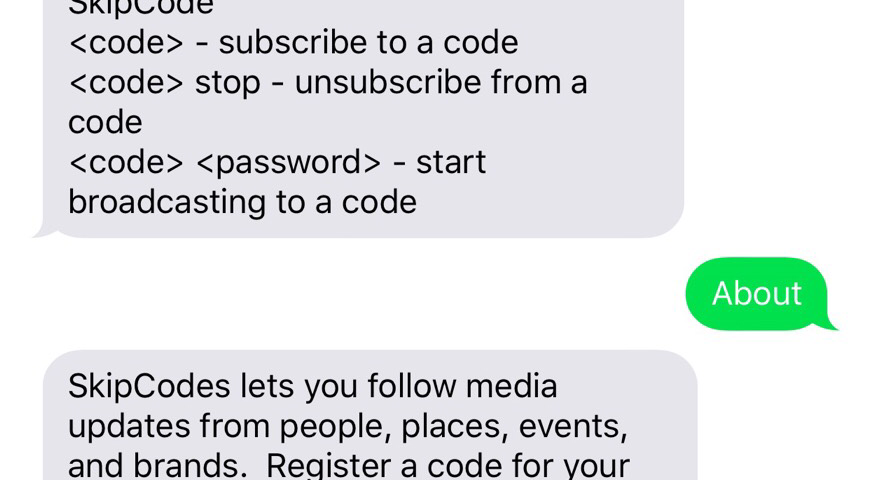 SkipCode
<code> - subscribe to a code
<code> stop - unsubscribe from a
code
<code> <password> - start
broadcasting to a code
About
SkipCodes lets you follow media
updates from people, places, events,
and brands.  Register a code for your